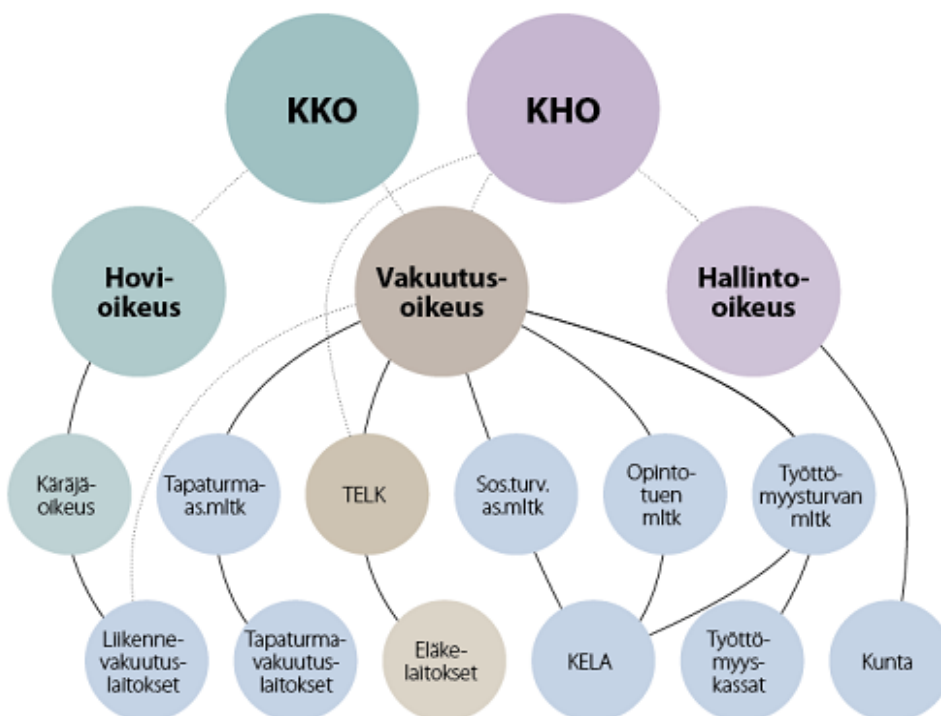 KKO
KHO
Hovi-
oikeus
Vakuutus-
oikeus
Hallinto-
oikeus
Käräjä-
oikeus
Tapaturma-
as.mltk
TELK
Sos.turv.
as.mltk
Opinto-
tuen
mltk
Työttö-
myysturvan
mltk
Liikenne-
vakuutus-
laitokset
Tapaturma-
vakuutus-
laitokset
Eläke-
laitokset
KELA
Työttö-
myys-
kassat
Kunta